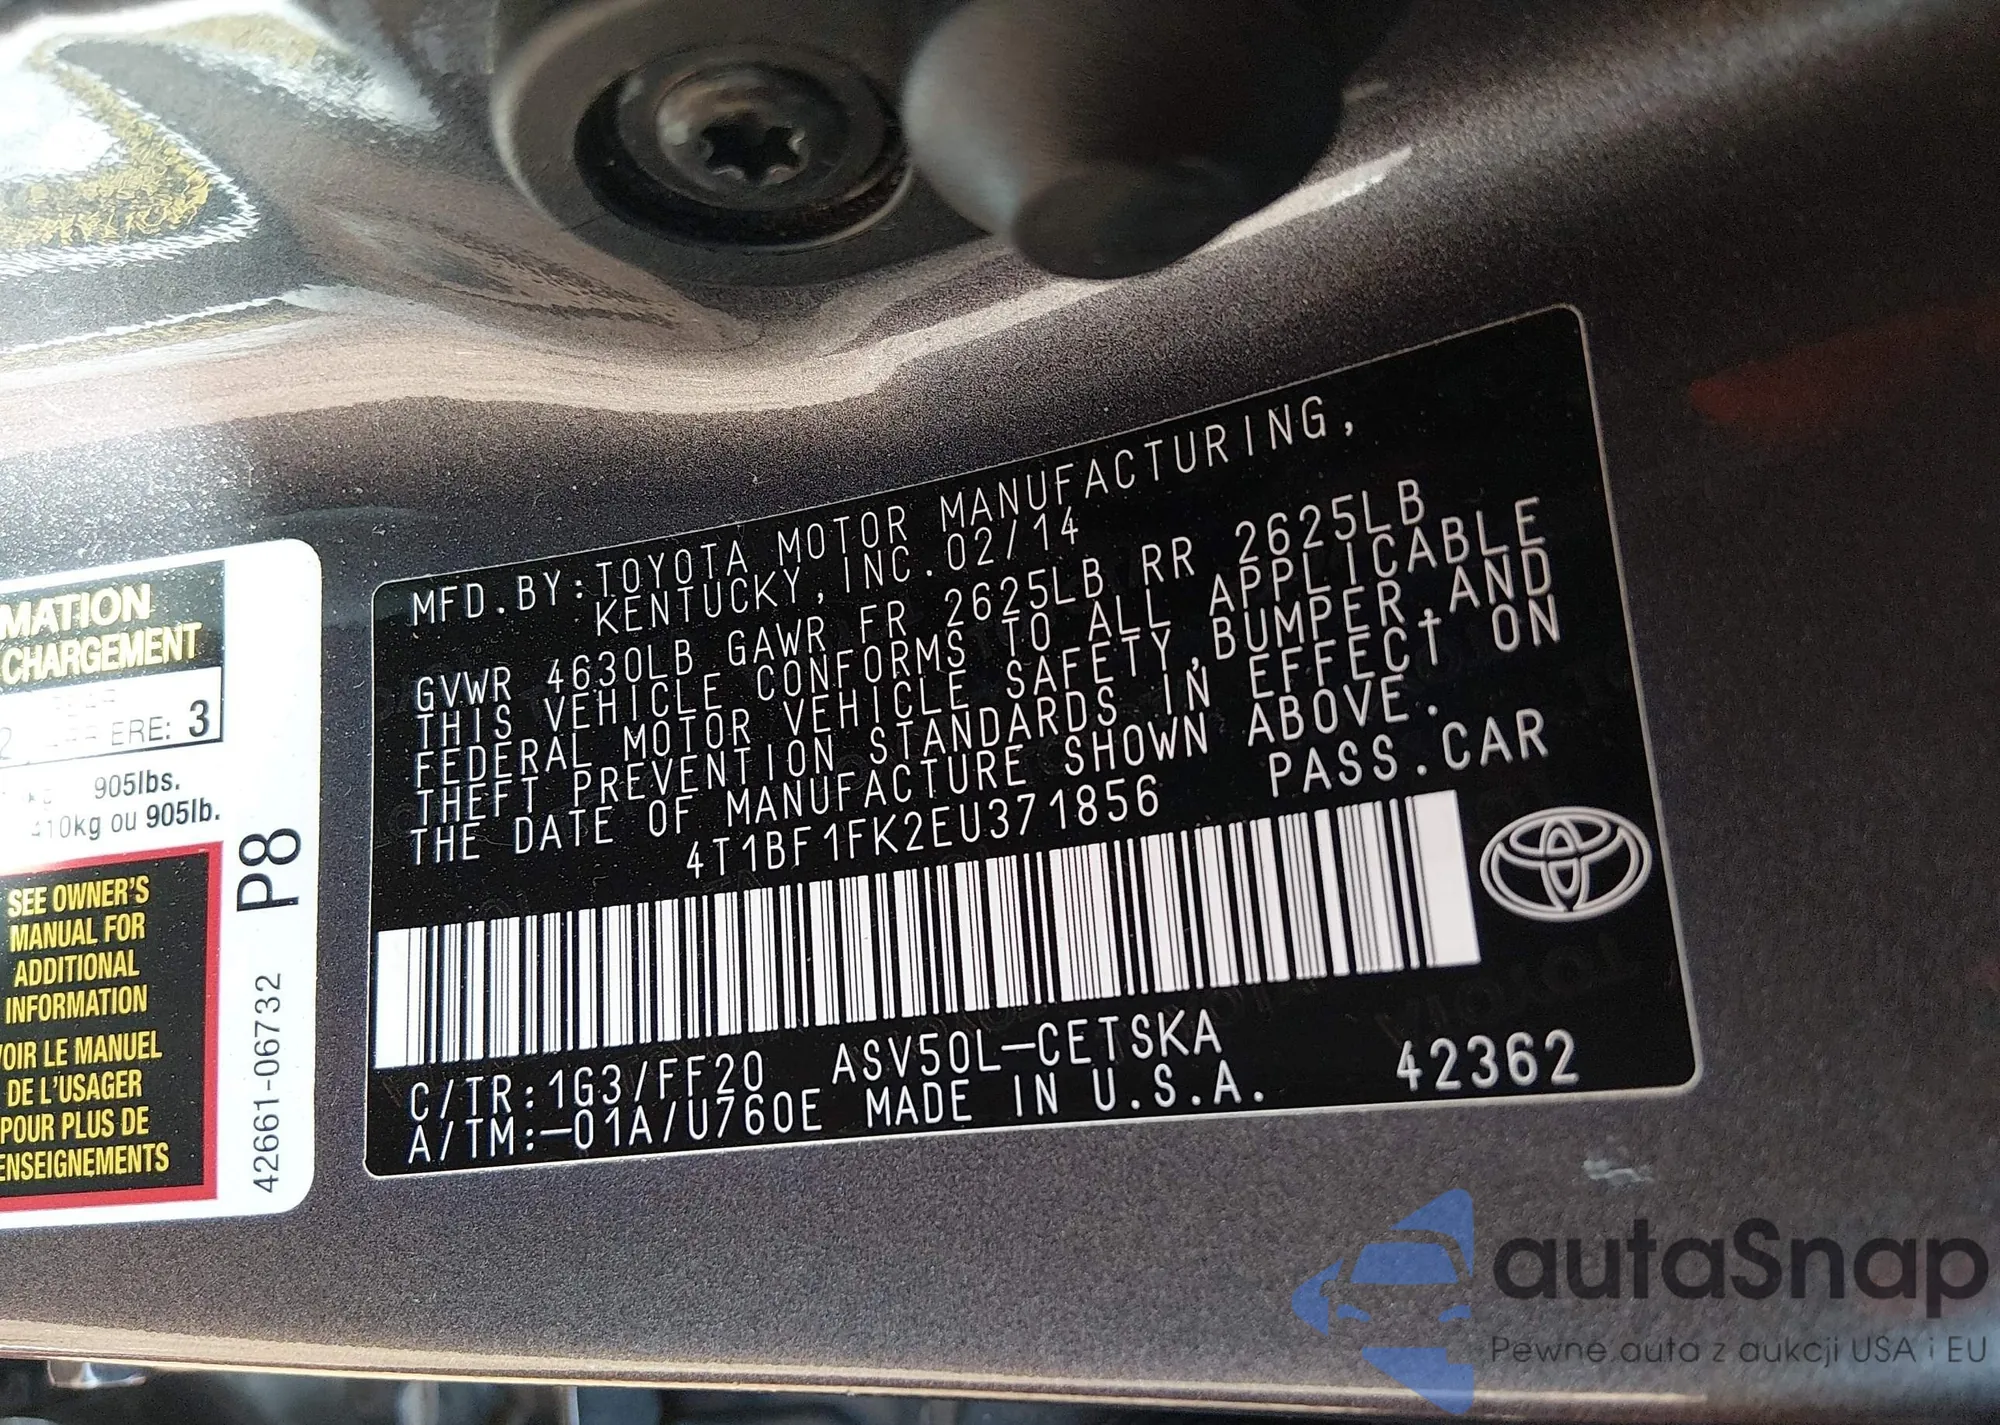 MFD.BY:TOYOTA MOTOR MANUFACTURING,
KENTUCKY,INC.02/14
GVWR 4630LB GAWR FR 2625LB RR 2625LB
THIS VEHICLE CONFORMS TO ALL APPLICABLE
FEDERAL MOTOR VEHICLE SAFETY,BUMPER,AND
THEFT PREVENTION STANDARDS IN EFFECT ON
THE DATE OF MANUFACTURE SHOWN ABOVE.
4T1BF1FK2EU371856 PASS.CAR
C/TR:1G3/FF20 ASV50L-CETSKA
A/TM:-01A/U760E MADE IN U.S.A. 42362
MATION
CHARGEMENT
ERE: 3
905lbs.
410kg ou 905lb.
SEE OWNER'S
MANUAL FOR
ADDITIONAL
INFORMATION
VOIR LE MANUEL
DE L'USAGER
POUR PLUS DE
ENSEIGNEMENTS
P8
42661-06732
autaSnap
Pewne auta z aukcji USA i EU